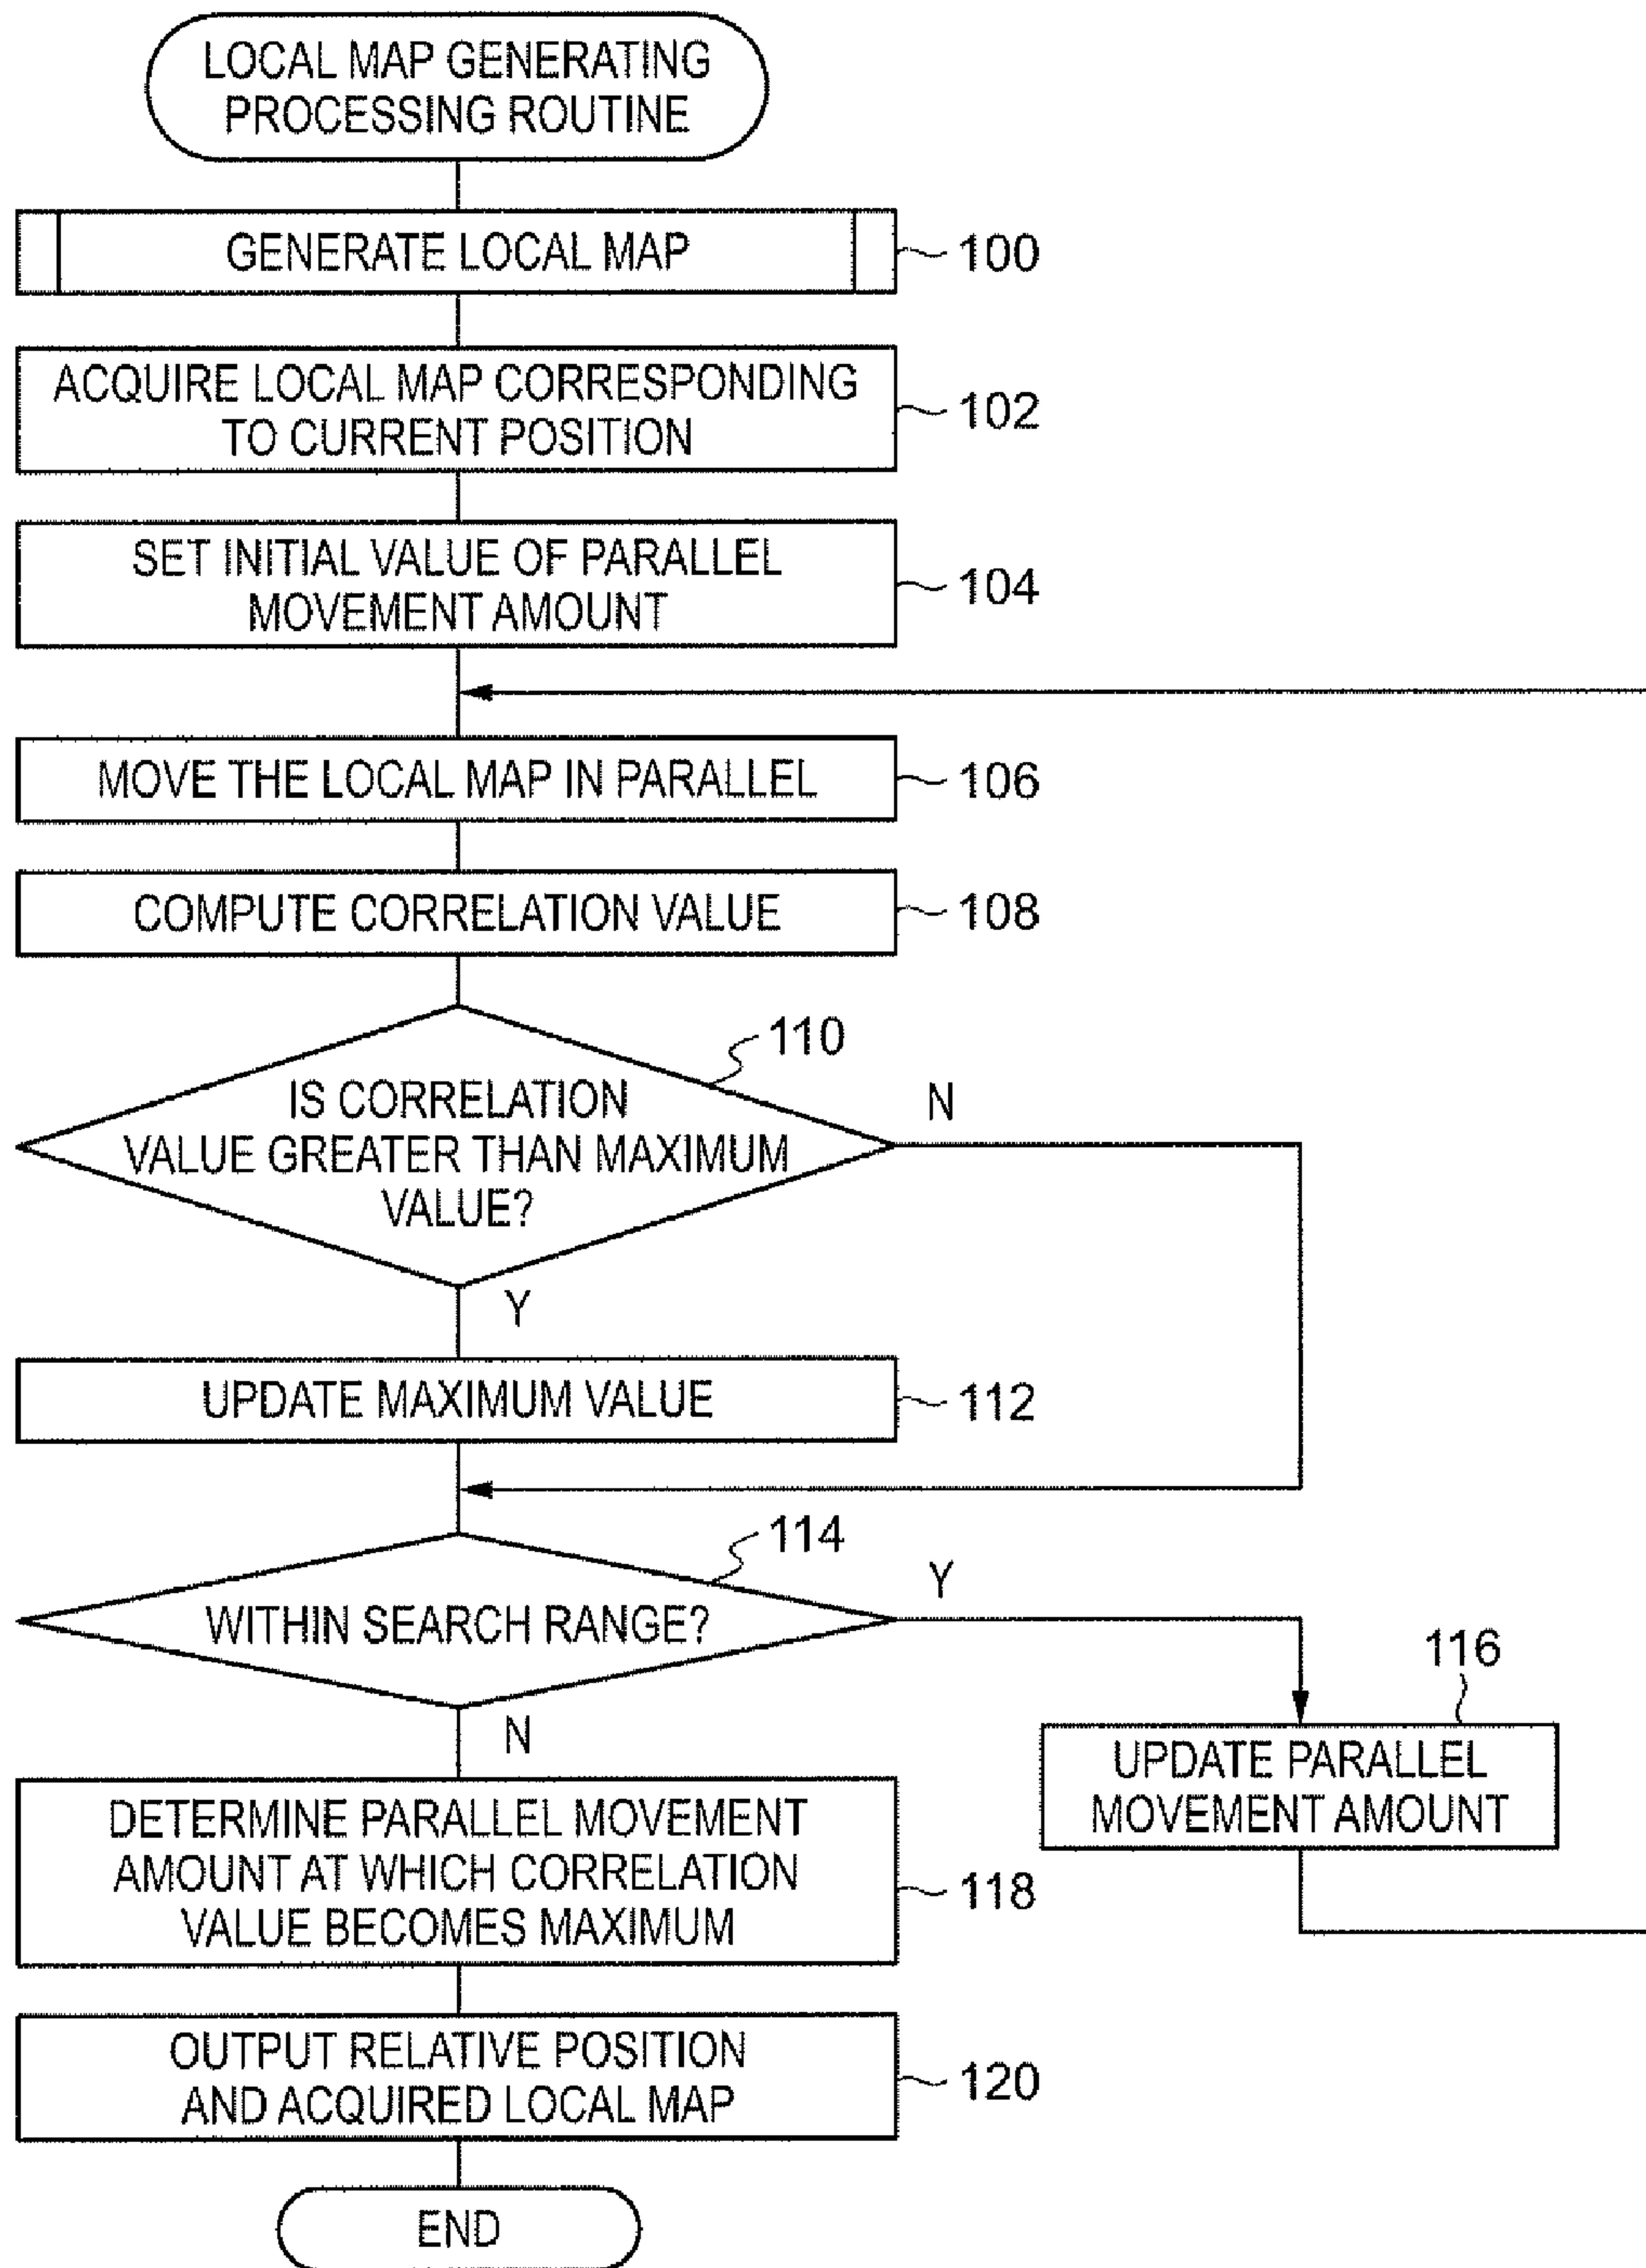 LOCAL MAP GENERATING
PROCESSING ROUTINE
GENERATE LOCAL MAP
100
ACQUIRE LOCAL MAP CORRESPONDING
TO CURRENT POSITION
102
SET INITIAL VALUE OF PARALLEL
MOVEMENT AMOUNT
104
MOVE THE LOCAL MAP IN PARALLEL
106
COMPUTE CORRELATION VALUE
108
110
IS CORRELATION
VALUE GREATER THAN MAXIMUM
VALUE?
N
Y
UPDATE MAXIMUM VALUE
112
114
WITHIN SEARCH RANGE?
Y
N
116
UPDATE PARALLEL
MOVEMENT AMOUNT
DETERMINE PARALLEL MOVEMENT
AMOUNT AT WHICH CORRELATION
VALUE BECOMES MAXIMUM
118
OUTPUT RELATIVE POSITION
AND ACQUIRED LOCAL MAP
120
END